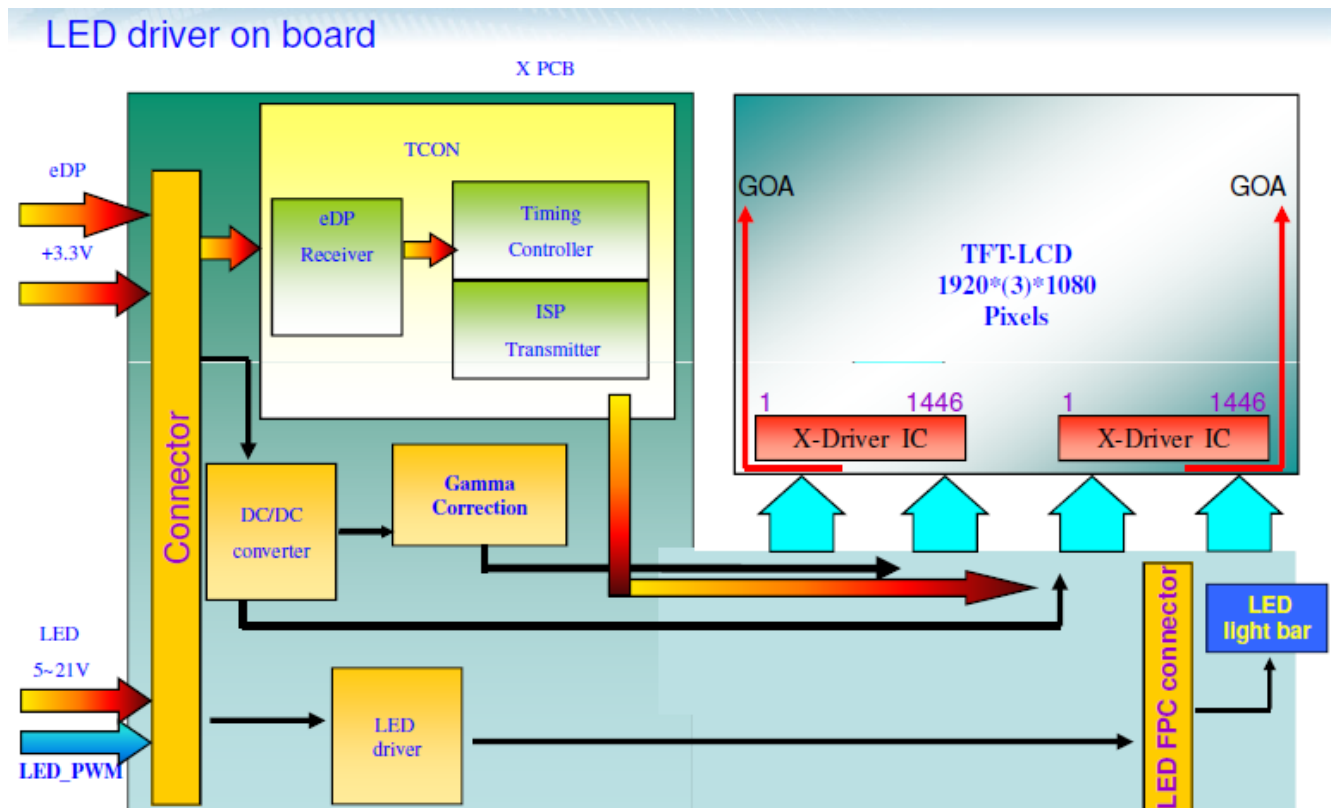 LED driver on board
X PCB
TCON
eDP
+3.3V
eDP
Receiver
Timing
Controller
ISP
Transmitter
Connector
DC/DC
converter
Gamma
Correction
LED
5~21V
LED_PWM
LED
driver
GOA
GOA
TFT-LCD
1920*(3)*1080
Pixels
1
1446
1
1446
X-Driver IC
X-Driver IC
LED FPC connector
LED
light bar